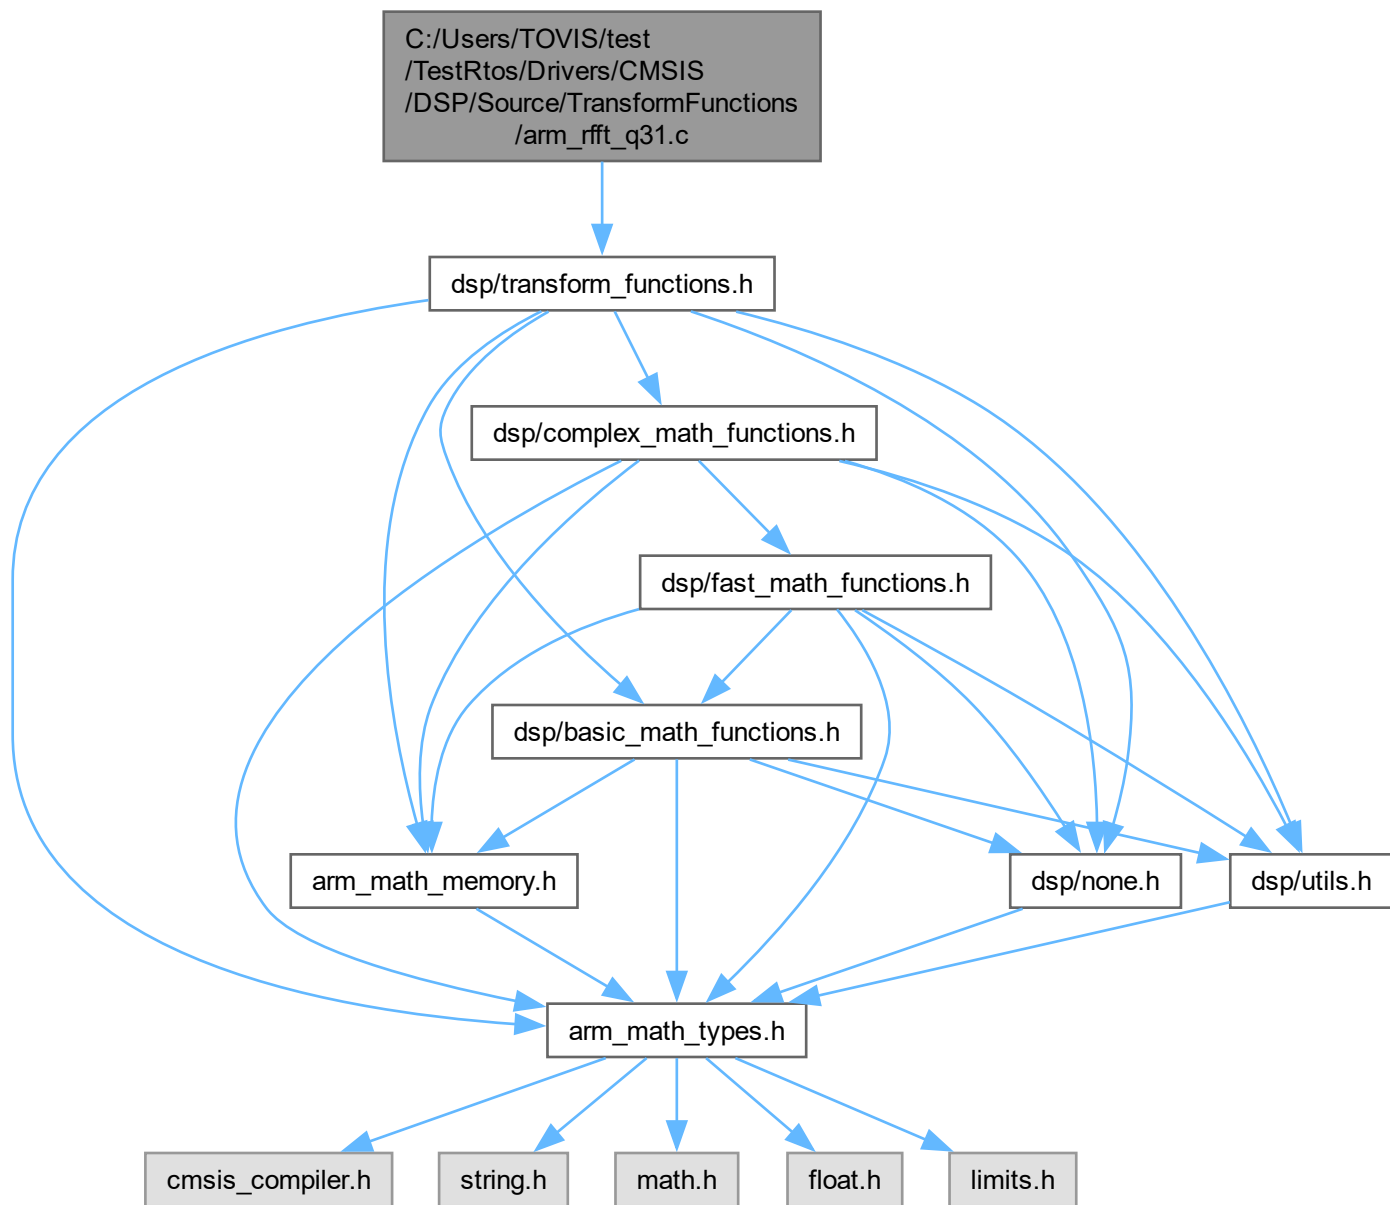 C:/Users/TOVIS/test
/TestRtos/Drivers/CMSIS
/DSP/Source/TransformFunctions
/arm_rfft_q31.c
dsp/transform_functions.h
dsp/complex_math_functions.h
dsp/fast_math_functions.h
dsp/basic_math_functions.h
arm_math_memory.h
dsp/none.h
dsp/utils.h
arm_math_types.h
cmsis_compiler.h
string.h
math.h
float.h
limits.h